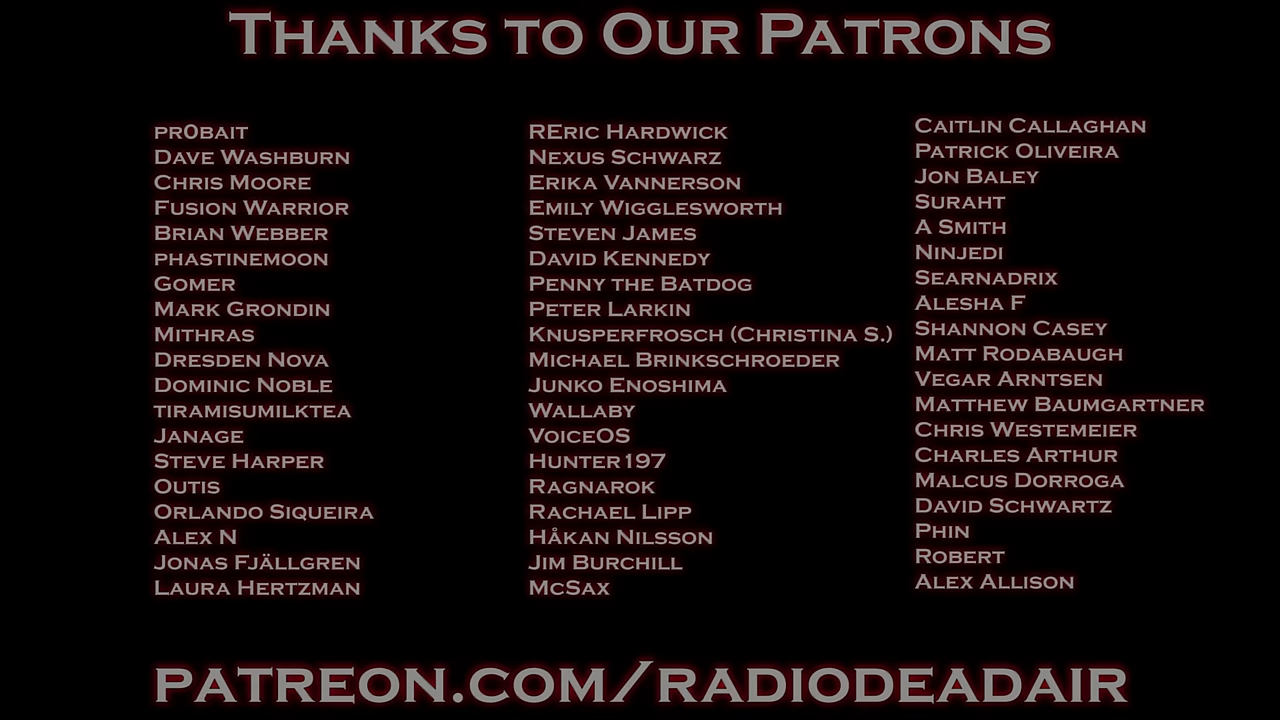 Thanks to Our Patrons
pr0bait
Dave Washburn
Chris Moore
Fusion Warrior
Brian Webber
phastinemoon
Gomer
Mark Grondin
Mithras
Dresden Nova
Dominic Noble
tiramisumilktea
Janage
Steve Harper
Outis
Orlando Siqueira
Alex N
Jonas Fjällgren
Laura Hertzman
REric Hardwick
Nexus Schwarz
Erika Vannerson
Emily Wigglesworth
Steven James
David Kennedy
Penny the Batdog
Peter Larkin
Knusperfrosch (Christina S.)
Michael Brinkschroeder
Junko Enoshima
Wallaby
VoiceOS
Hunter197
Ragnarok
Rachael Lipp
Håkan Nilsson
Jim Burchill
McSax
Caitlin Callaghan
Patrick Oliveira
Jon Baley
Suraht
A Smith
Ninjedi
Searnadrix
Alesha F
Shannon Casey
Matt Rodabaugh
Vegar Arntsen
Matthew Baumgartner
Chris Westemeier
Charles Arthur
Malcus Dorroga
David Schwartz
Phin
Robert
Alex Allison
patreon.com/radiodeadair